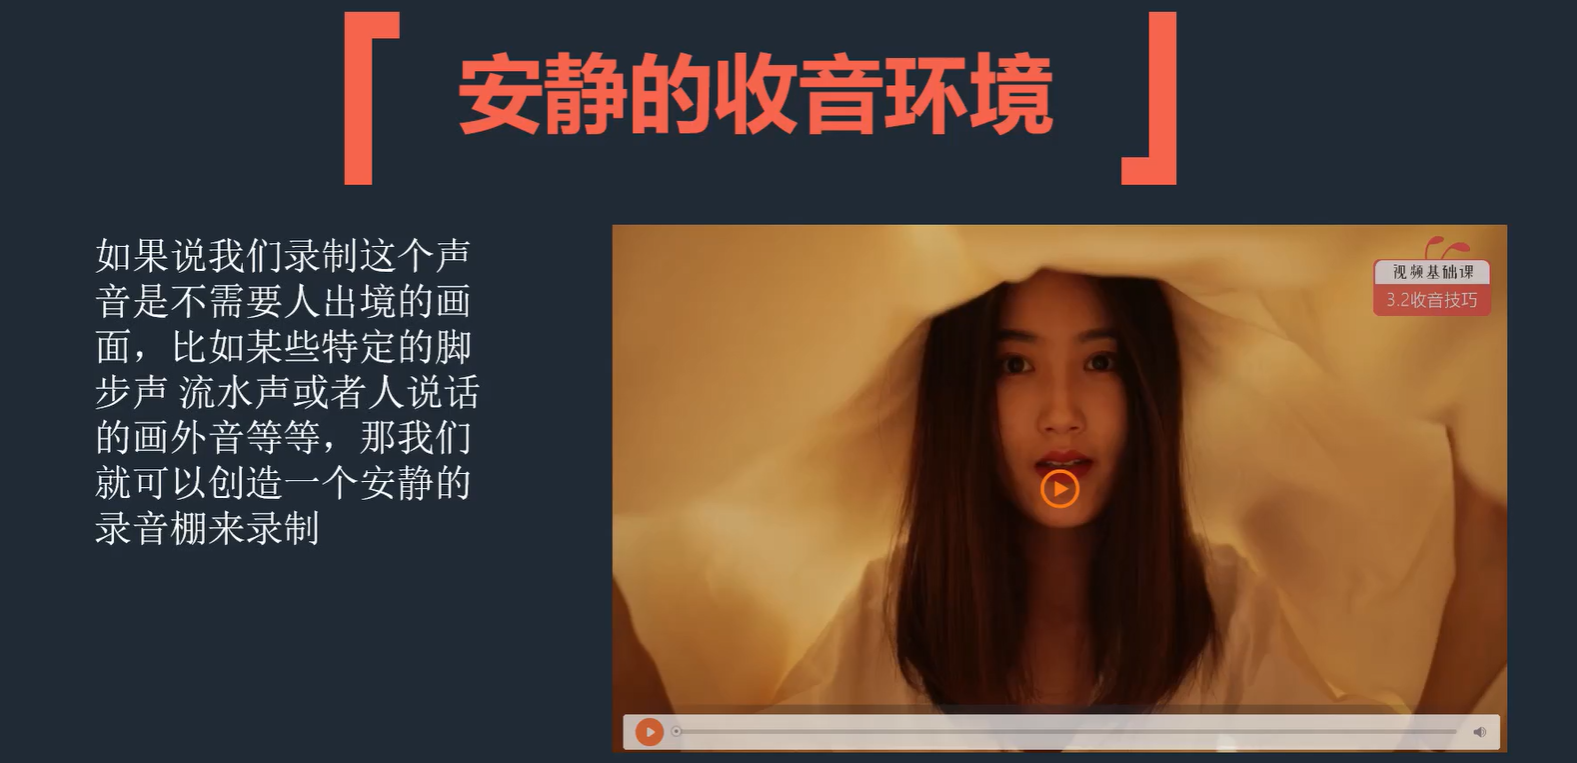 安静的收音环境
如果说我们录制这个声
音是不需要人出境的画
面，比如某些特定的脚
步声 流水声或者人说话
的画外音等等，那我们
就可以创造一个安静的
录音棚来录制
视频基础课
3.2收音技巧